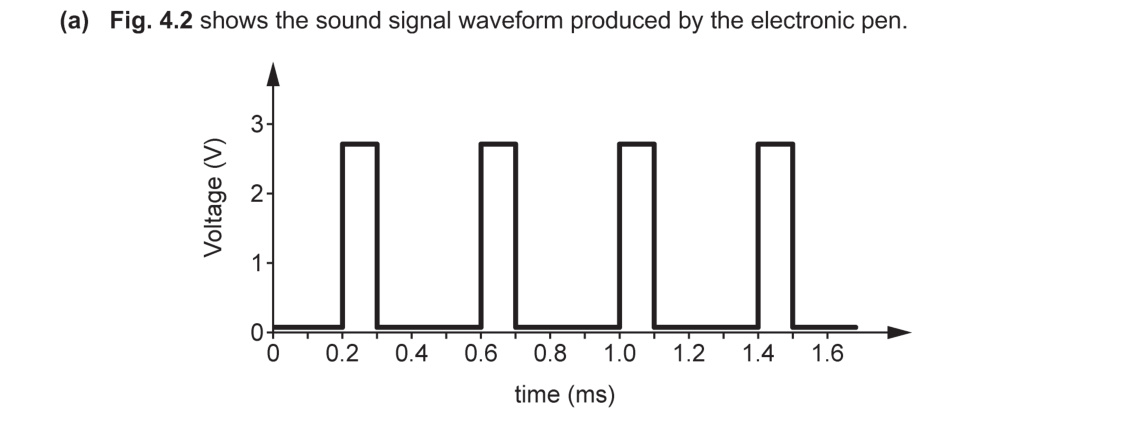 (a) Fig. 4.2 shows the sound signal waveform produced by the electronic pen.
Voltage (V)
3
2
1
0
0 0.2 0.4 0.6 0.8 1.0 1.2 1.4 1.6
time (ms)